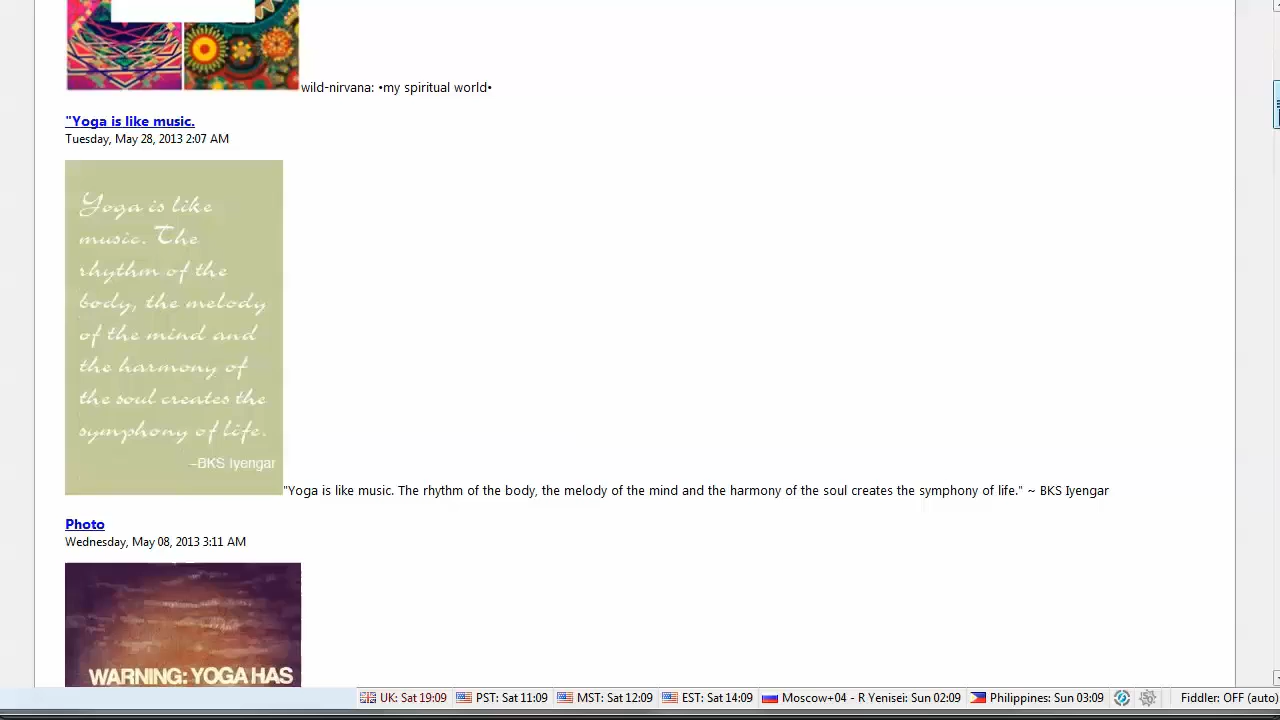 wild-nirvana: •my spiritual world•
"Yoga is like music.
Tuesday, May 28, 2013 2:07 AM
Yoga is like
music. The
rhythm of the
body, the melody
of the mind and
the harmony of
the soul creates the
symphony of life.
–BKS Iyengar
"Yoga is like music. The rhythm of the body, the melody of the mind and the harmony of the soul creates the symphony of life." ~ BKS Iyengar
Photo
Wednesday, May 08, 2013 3:11 AM
WARNING: YOGA HAS
UK: Sat 19:09 PST: Sat 11:09 MST: Sat 12:09 EST: Sat 14:09 Moscow+04 - R Yenisei: Sun 02:09 Philippines: Sun 03:09 Fiddler: OFF (auto)